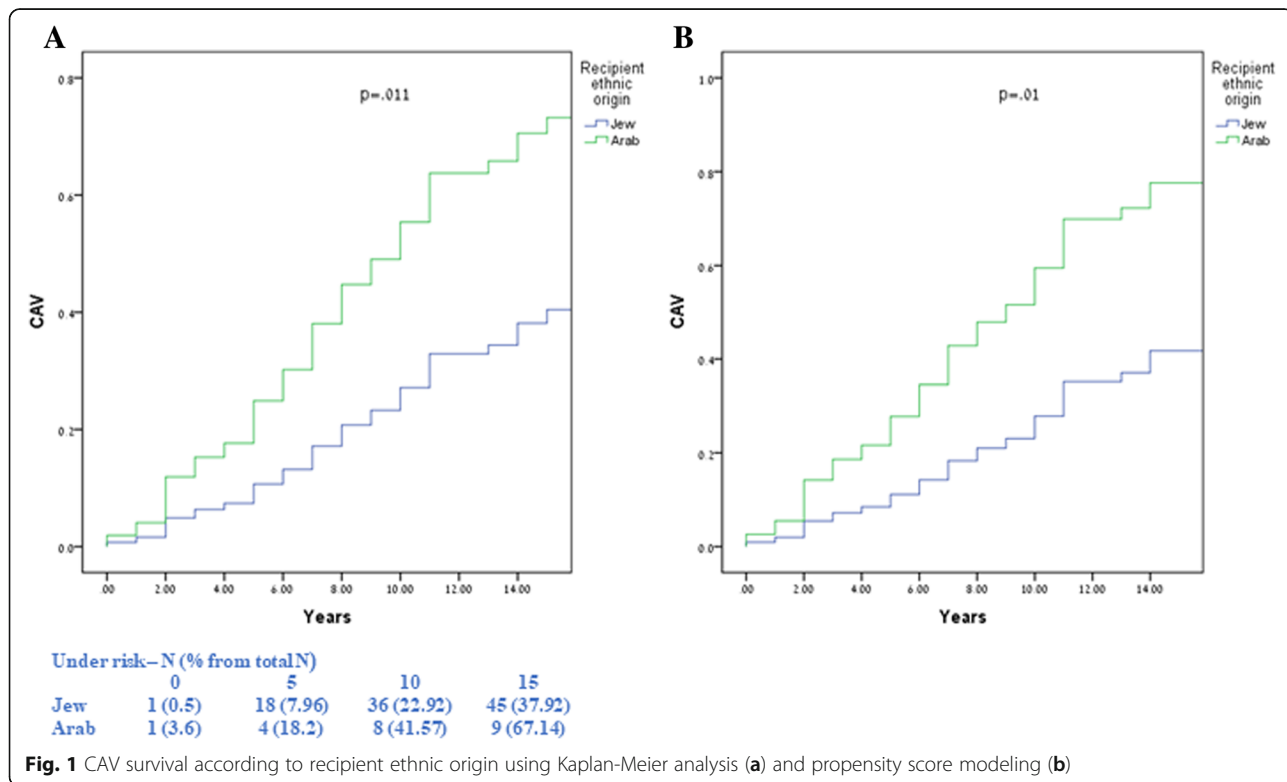 A
Recipient
ethnic
origin
Jew
Arab
p=.011
0.8
0.6
0.4
0.2
0.0
CAV
.00 2.00 4.00 6.00 8.00 10.00 12.00 14.00
Years
B
Recipient
ethnic
origin
Jew
Arab
p=.01
1.0
0.8
0.6
0.4
0.2
0.0
CAV
.00 2.00 4.00 6.00 8.00 10.00 12.00 14.00
Years
Under risk–N (% from total N)
0 5 10 15
Jew 1 (0.5) 18 (7.96) 36 (22.92) 45 (37.92)
Arab 1 (3.6) 4 (18.2) 8 (41.57) 9 (67.14)
Fig. 1 CAV survival according to recipient ethnic origin using Kaplan-Meier analysis (a) and propensity score modeling (b)